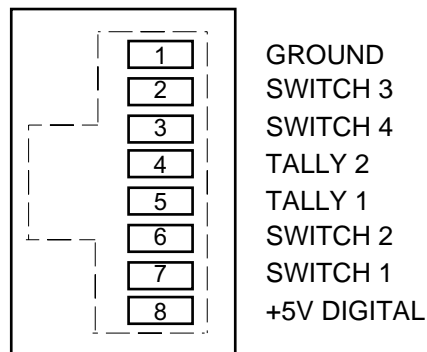 1 GROUND
2 SWITCH 3
3 SWITCH 4
4 TALLY 2
5 TALLY 1
6 SWITCH 2
7 SWITCH 1
8 +5V DIGITAL